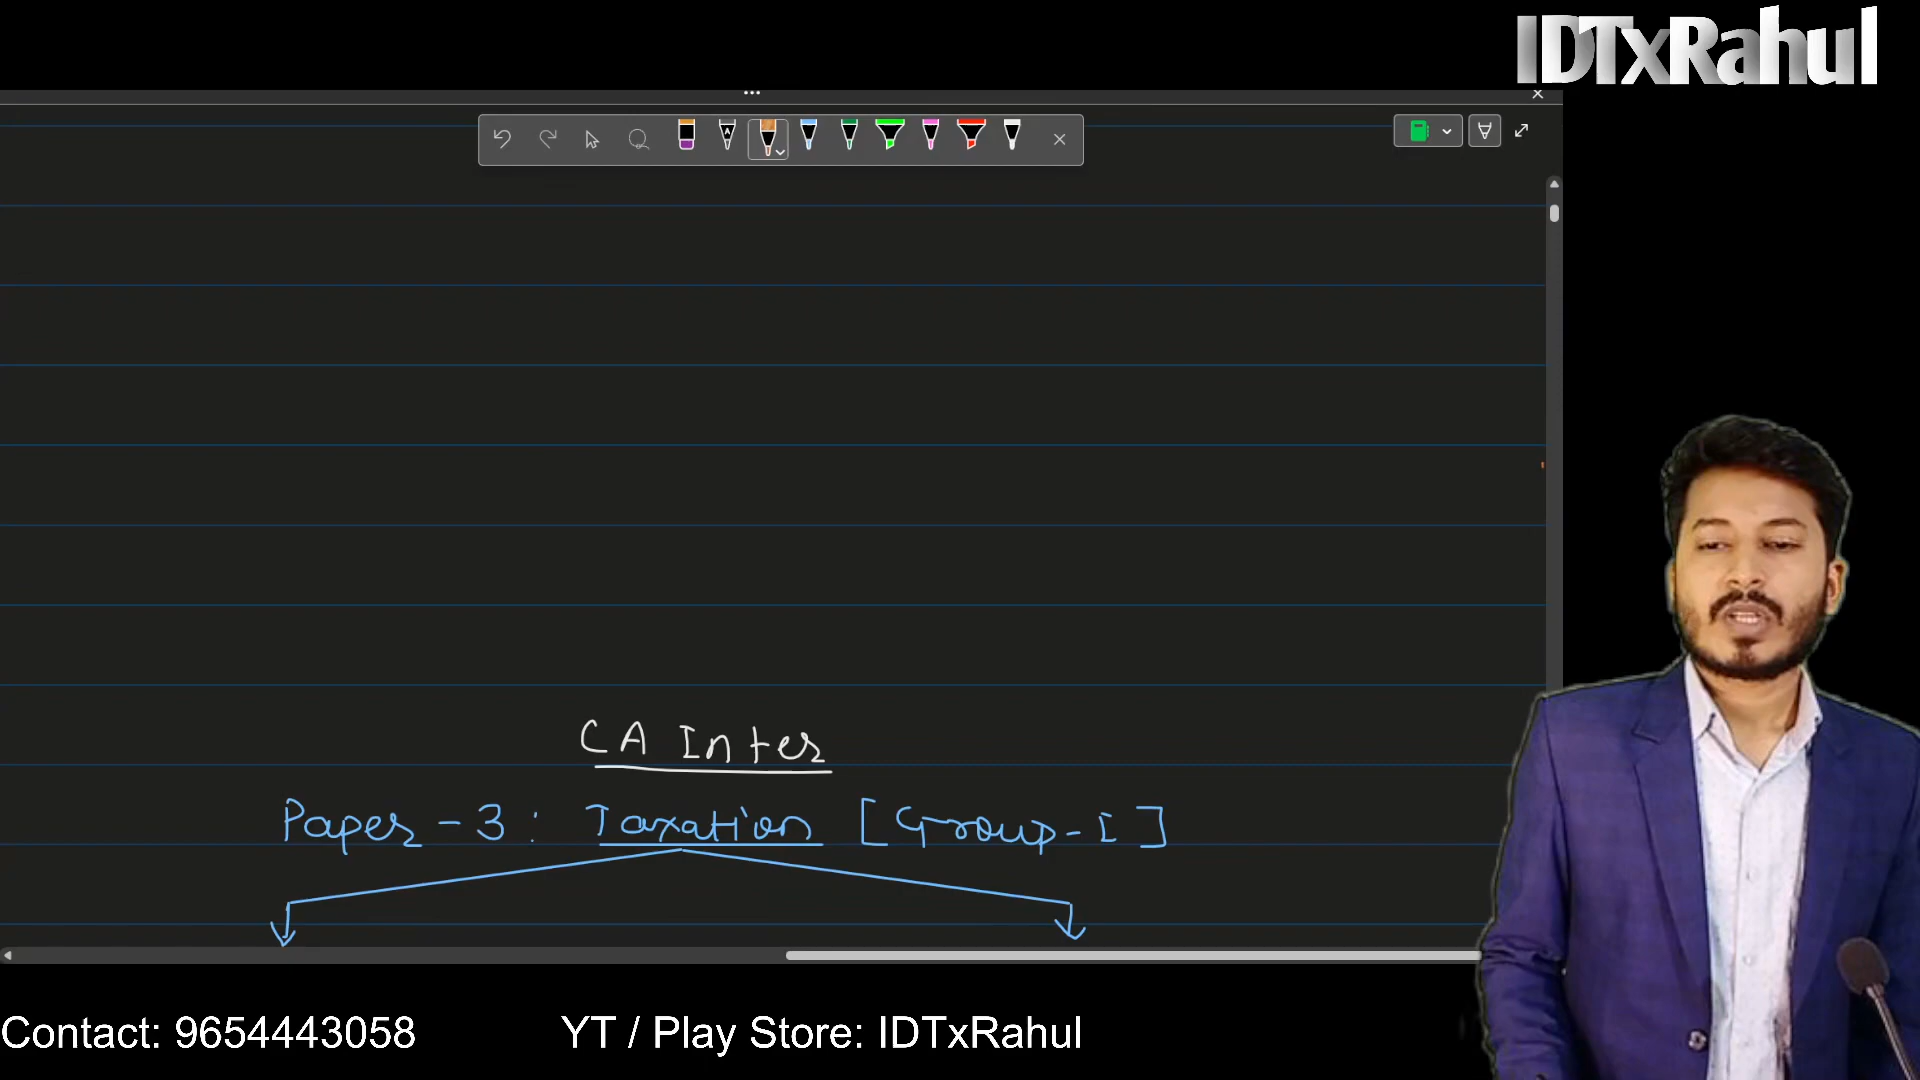 IDTxRahul
CA Inter
Paper - 3 : Taxation [Group-I]
Contact: 9654443058
YT / Play Store: IDTxRahul